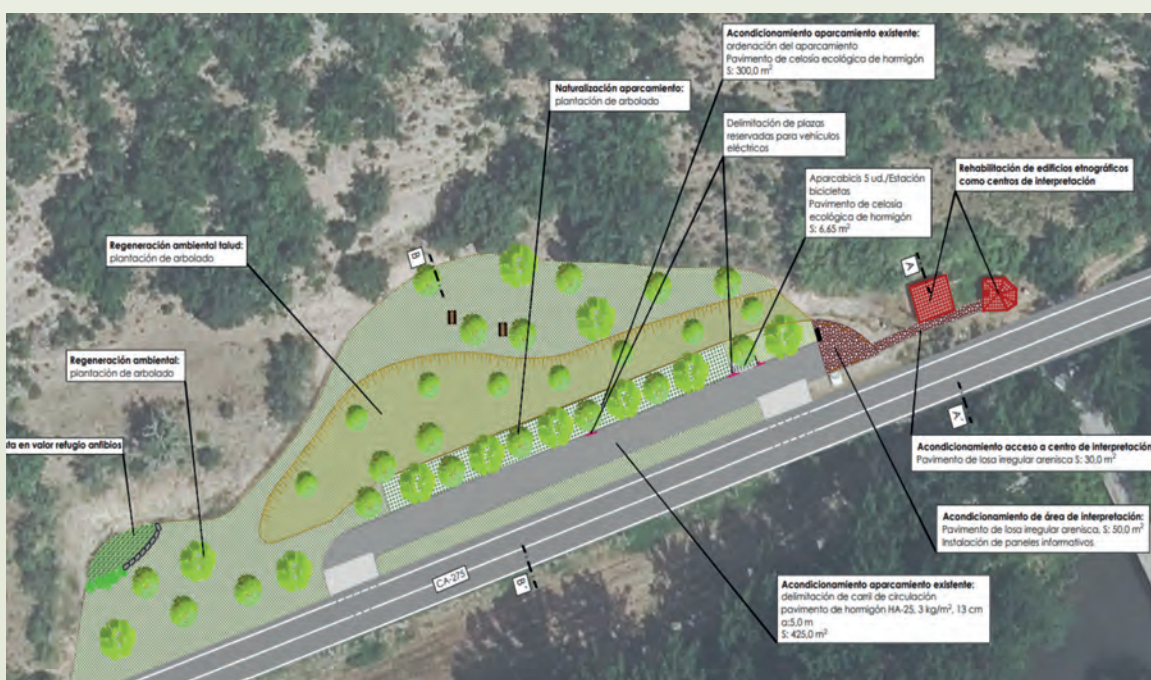 Acondicionamiento aparcamiento existente:
ordenación del aparcamiento
Pavimento de celosía ecológica de hormigón
S: 300,0 m²
Naturalización aparcamiento:
plantación de arbolado
Delimitación de plazas
reservadas para vehículos
eléctricos
Aparcabicis 5 ud./Estación
bicicletas
Pavimento de celosía
ecológica de hormigón
S: 6,65 m²
Rehabilitación de edificios etnográficos
como centros de interpretación
Regeneración ambiental talud:
plantación de arbolado
B
A
Regeneración ambiental:
plantación de arbolado
ta en valor refugio anfibios
A'
Acondicionamiento acceso a centro de interpretación
Pavimento de losa irregular arenisca S: 30,0 m²
Acondicionamiento de área de interpretación:
Pavimento de losa irregular arenisca, S: 50,0 m²
Instalación de paneles informativos
CA-275
B'
Acondicionamiento aparcamiento existente:
delimitación de carril de circulación
pavimento de hormigón HA-25, 3 kg/m², 13 cm
a:5,0 m
S: 425,0 m²